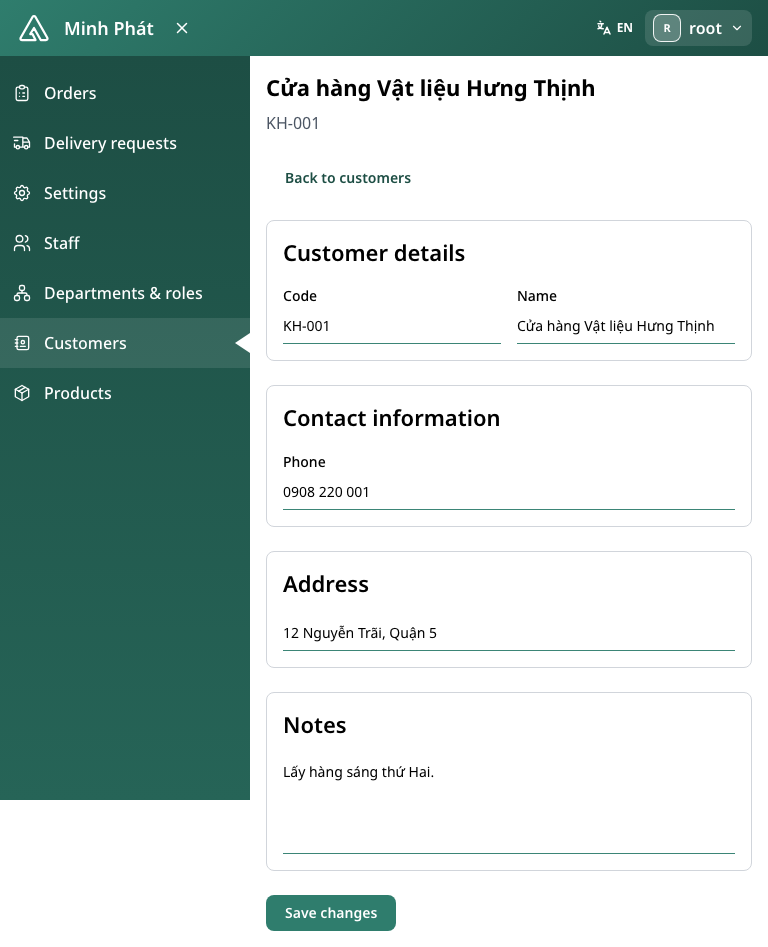 Minh Phát
EN
R
root
Orders
Delivery requests
Settings
Staff
Departments & roles
Customers
Products
Cửa hàng Vật liệu Hưng Thịnh
KH-001
Back to customers
Customer details
Code
Name
KH-001
Cửa hàng Vật liệu Hưng Thịnh
Contact information
Phone
0908 220 001
Address
12 Nguyễn Trãi, Quận 5
Notes
Lấy hàng sáng thứ Hai.
Save changes